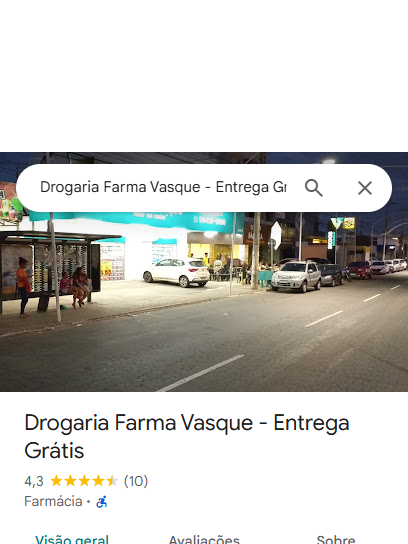 Drogaria Farma Vasque - Entrega Gr
Drogaria Farma Vasque - Entrega
Grátis
4,3 (10)
Farmácia ·
Visão geral Avaliações Sobre